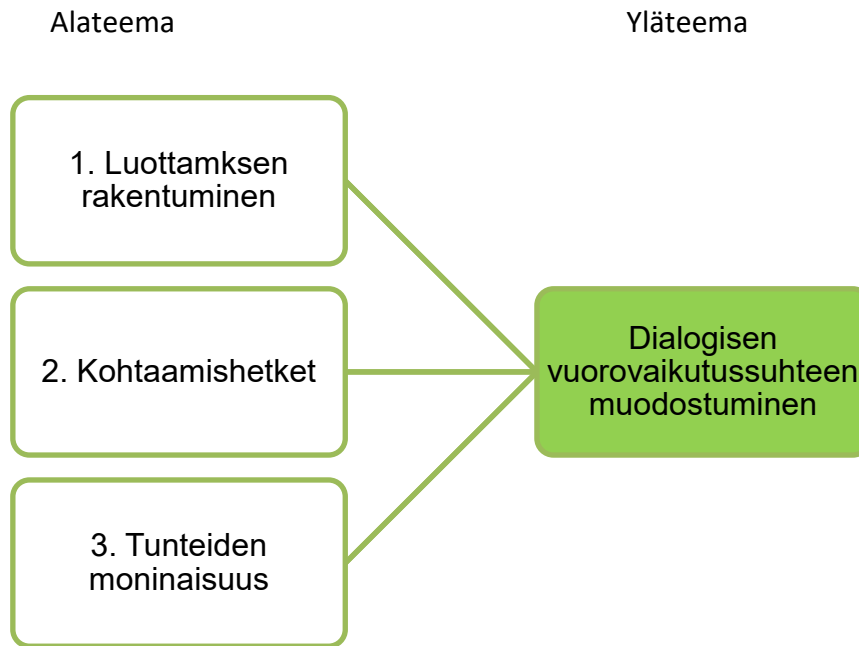 Alateema
Yläteema
1. Luottamksen
rakentuminen
2. Kohtaamishetket
3. Tunteiden
moninaisuus
Dialogisen
vuorovaikutussuhteen
muodostuminen